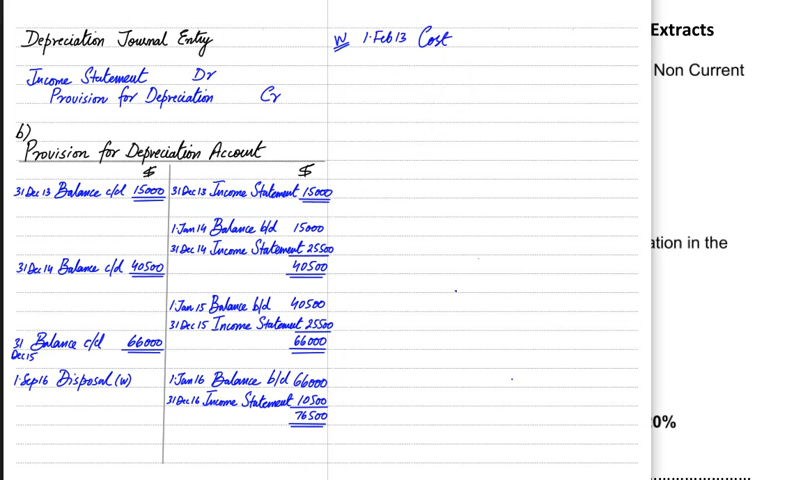 Depreciation Journal Entry
W 1·Feb 13 Cost
Income Statement Dr
Provision for Depreciation Cr
b)
Provision for Depreciation Account
$ $
31 Dec 13 Balance c/d 15000 31 Dec 13 Income Statement 15000
1·Jan 14 Balance b/d 15000
31 Dec 14 Income Statement 25500
31 Dec 14 Balance c/d 40500 40500
1 Jan 15 Balance b/d 40500
31 Dec 15 Income Statement 25500
31 Dec 15 Balance c/d 66000 66000
1·Sep 16 Disposal (W) 1·Jan 16 Balance b/d 66000
31 Dec 16 Income Statement 10500
76500
Extracts
Non Current
ation in the
0%